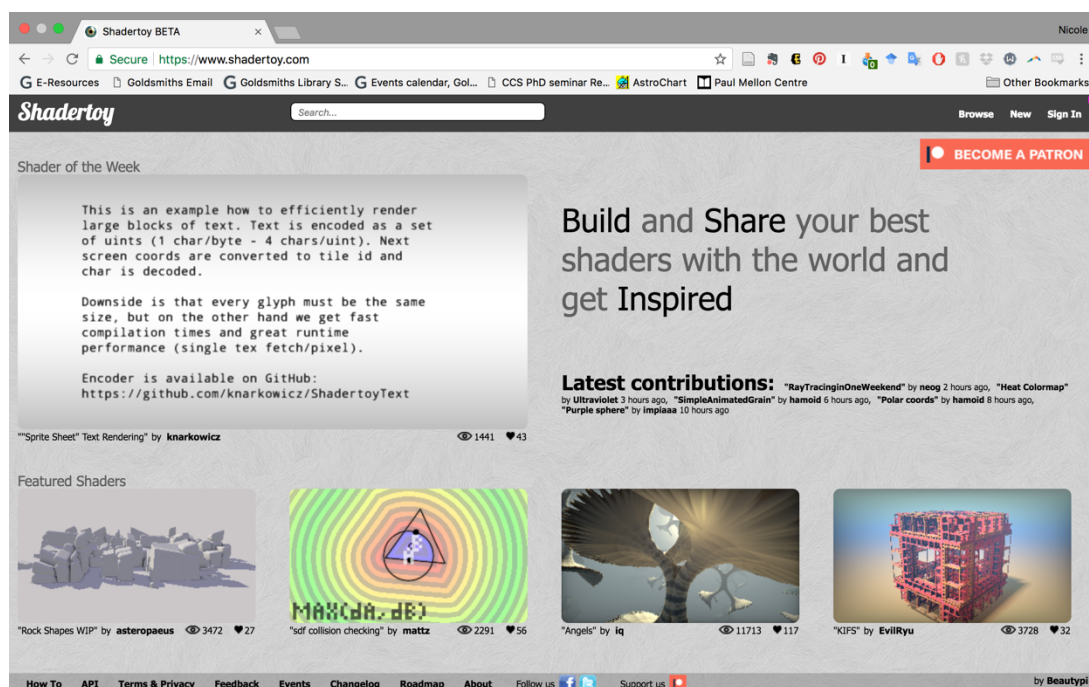 Shadertoy BETA
Nicole
Secure https://www.shadertoy.com
E-Resources Goldsmiths Email Goldsmiths Library S... Events calendar, Gol... CCS PhD seminar Re... AstroChart Paul Mellon Centre Other Bookmarks
Shadertoy Search... Browse New Sign In
BECOME A PATRON
Shader of the Week
This is an example how to efficiently render
large blocks of text. Text is encoded as a set
of uints (1 char/byte - 4 chars/uint). Next
screen coords are converted to tile id and
char is decoded.
Downside is that every glyph must be the same
size, but on the other hand we get fast
compilation times and great runtime
performance (single tex fetch/pixel).
Encoder is available on GitHub:
https://github.com/knarkowicz/ShadertoyText
""Sprite Sheet" Text Rendering" by knarkowicz 1441 43
Build and Share your best
shaders with the world and
get Inspired
Latest contributions: "RayTracinginOneWeekend" by neog 2 hours ago, "Heat Colormap"
by Ultraviolet 3 hours ago, "SimpleAnimatedGrain" by hamoid 6 hours ago, "Polar coords" by hamoid 8 hours ago,
"Purple sphere" by impiaaa 10 hours ago
Featured Shaders
MAX(dA, dB)
"Rock Shapes WIP" by asteropaeus 3472 27
"sdf collision checking" by mattz 2291 56
"Angels" by iq 11713 117
"KIFS" by EvilRyu 3728 32
How To API Terms & Privacy Feedback Events Changelog Roadmap About Follow us Support us by Beautypi